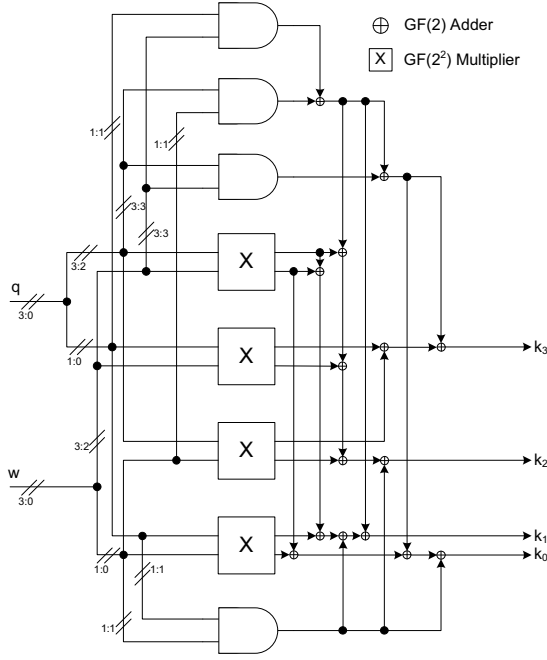 GF(2) Adder
X GF(2²) Multiplier
1:1
1:1
3:3
3:3
3:2
X
q
3:0
1:0
X
k₃
3:2
X
w
k₂
3:0
X
k₁
1:0
k₀
1:1
1:1